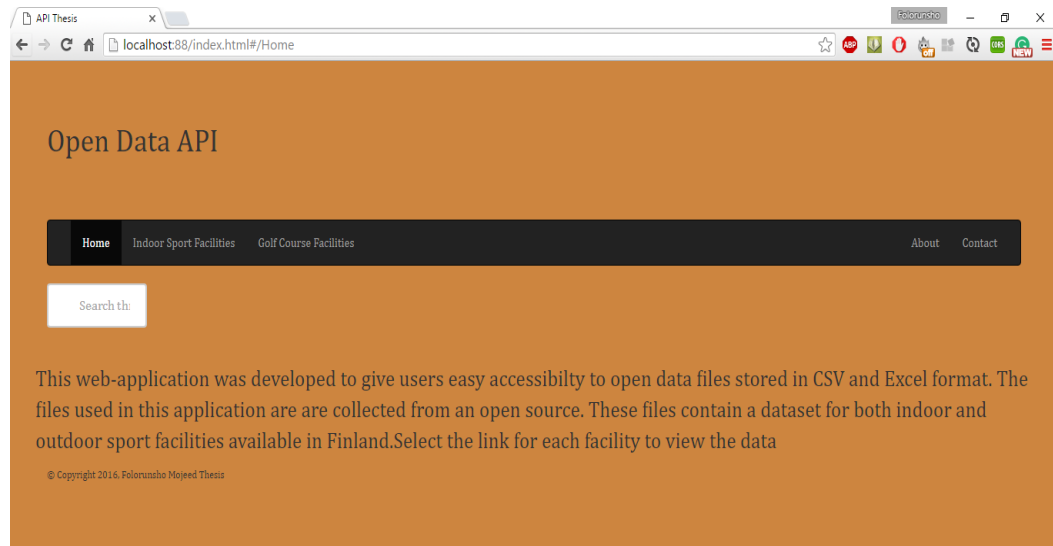 API Thesis
Folorunsho
localhost:88/index.html#/Home
ABP
off
CORS
NEW
Open Data API
Home Indoor Sport Facilities Golf Course Facilities About Contact
Search thi
This web-application was developed to give users easy accessibilty to open data files stored in CSV and Excel format. The
files used in this application are are collected from an open source. These files contain a dataset for both indoor and
outdoor sport facilities available in Finland.Select the link for each facility to view the data
© Copyright 2016. Folorunsho Mojeed Thesis